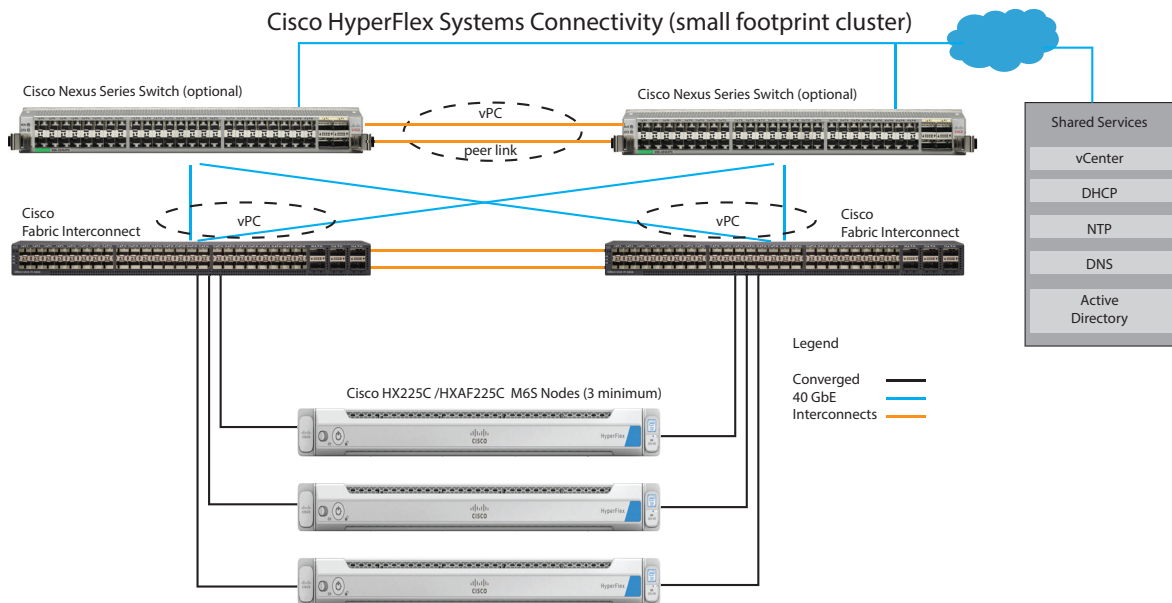 Cisco HyperFlex Systems Connectivity (small footprint cluster)
Cisco Nexus Series Switch (optional)
Cisco Nexus Series Switch (optional)
vPC
peer link
Shared Services
vCenter
DHCP
NTP
DNS
Active
Directory
Cisco
Fabric Interconnect
vPC
vPC
Cisco
Fabric Interconnect
Legend
Converged
40 GbE
Interconnects
Cisco HX225C /HXAF225C M6S Nodes (3 minimum)
CISCO
HyperFlex
CISCO
HyperFlex
CISCO
HyperFlex